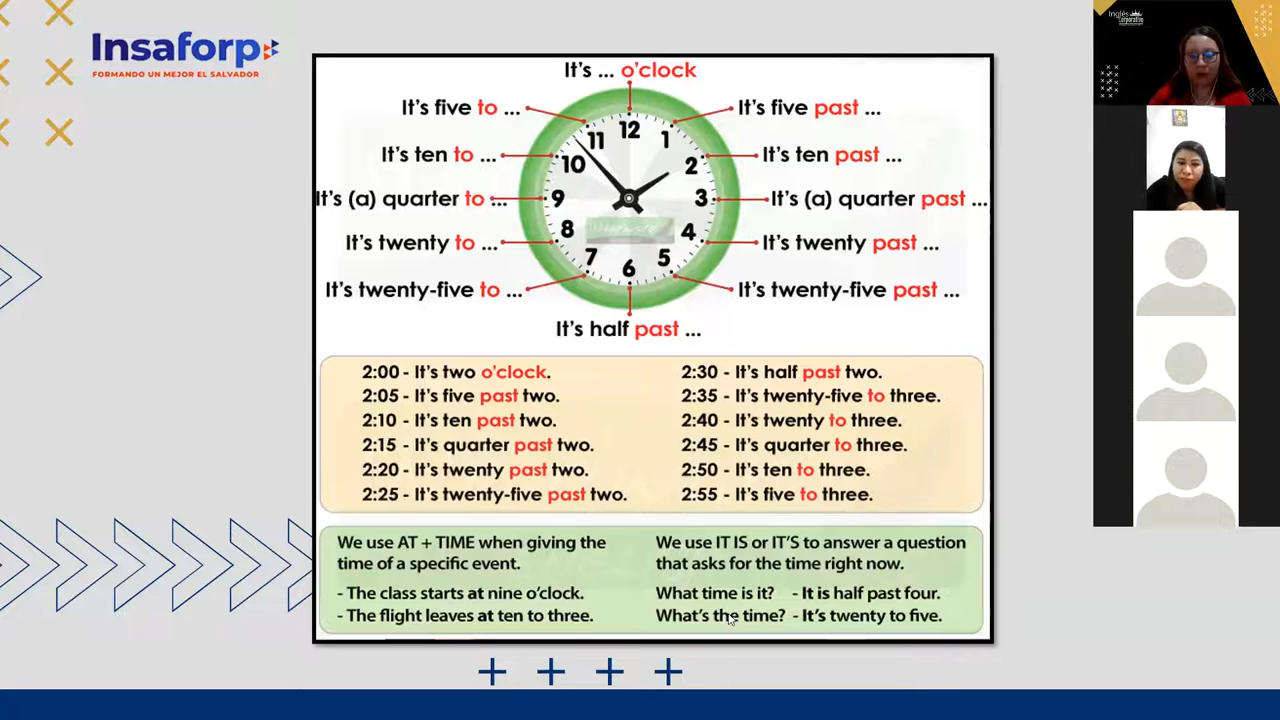 Insaforp
FORMANDO UN MEJOR EL SALVADOR
Inglés
Corporativo
It's ... o'clock
It's five to ...
It's five past ...
It's ten to ...
It's ten past ...
It's (a) quarter to ...
It's (a) quarter past ...
It's twenty to ...
It's twenty past ...
It's twenty-five to ...
It's twenty-five past ...
It's half past ...
12
1
2
3
4
5
6
7
8
9
10
11
2:00 - It's two o'clock.
2:05 - It's five past two.
2:10 - It's ten past two.
2:15 - It's quarter past two.
2:20 - It's twenty past two.
2:25 - It's twenty-five past two.
2:30 - It's half past two.
2:35 - It's twenty-five to three.
2:40 - It's twenty to three.
2:45 - It's quarter to three.
2:50 - It's ten to three.
2:55 - It's five to three.
We use AT + TIME when giving the
time of a specific event.
- The class starts at nine o'clock.
- The flight leaves at ten to three.
We use IT IS or IT'S to answer a question
that asks for the time right now.
What time is it? - It is half past four.
What's the time? - It's twenty to five.